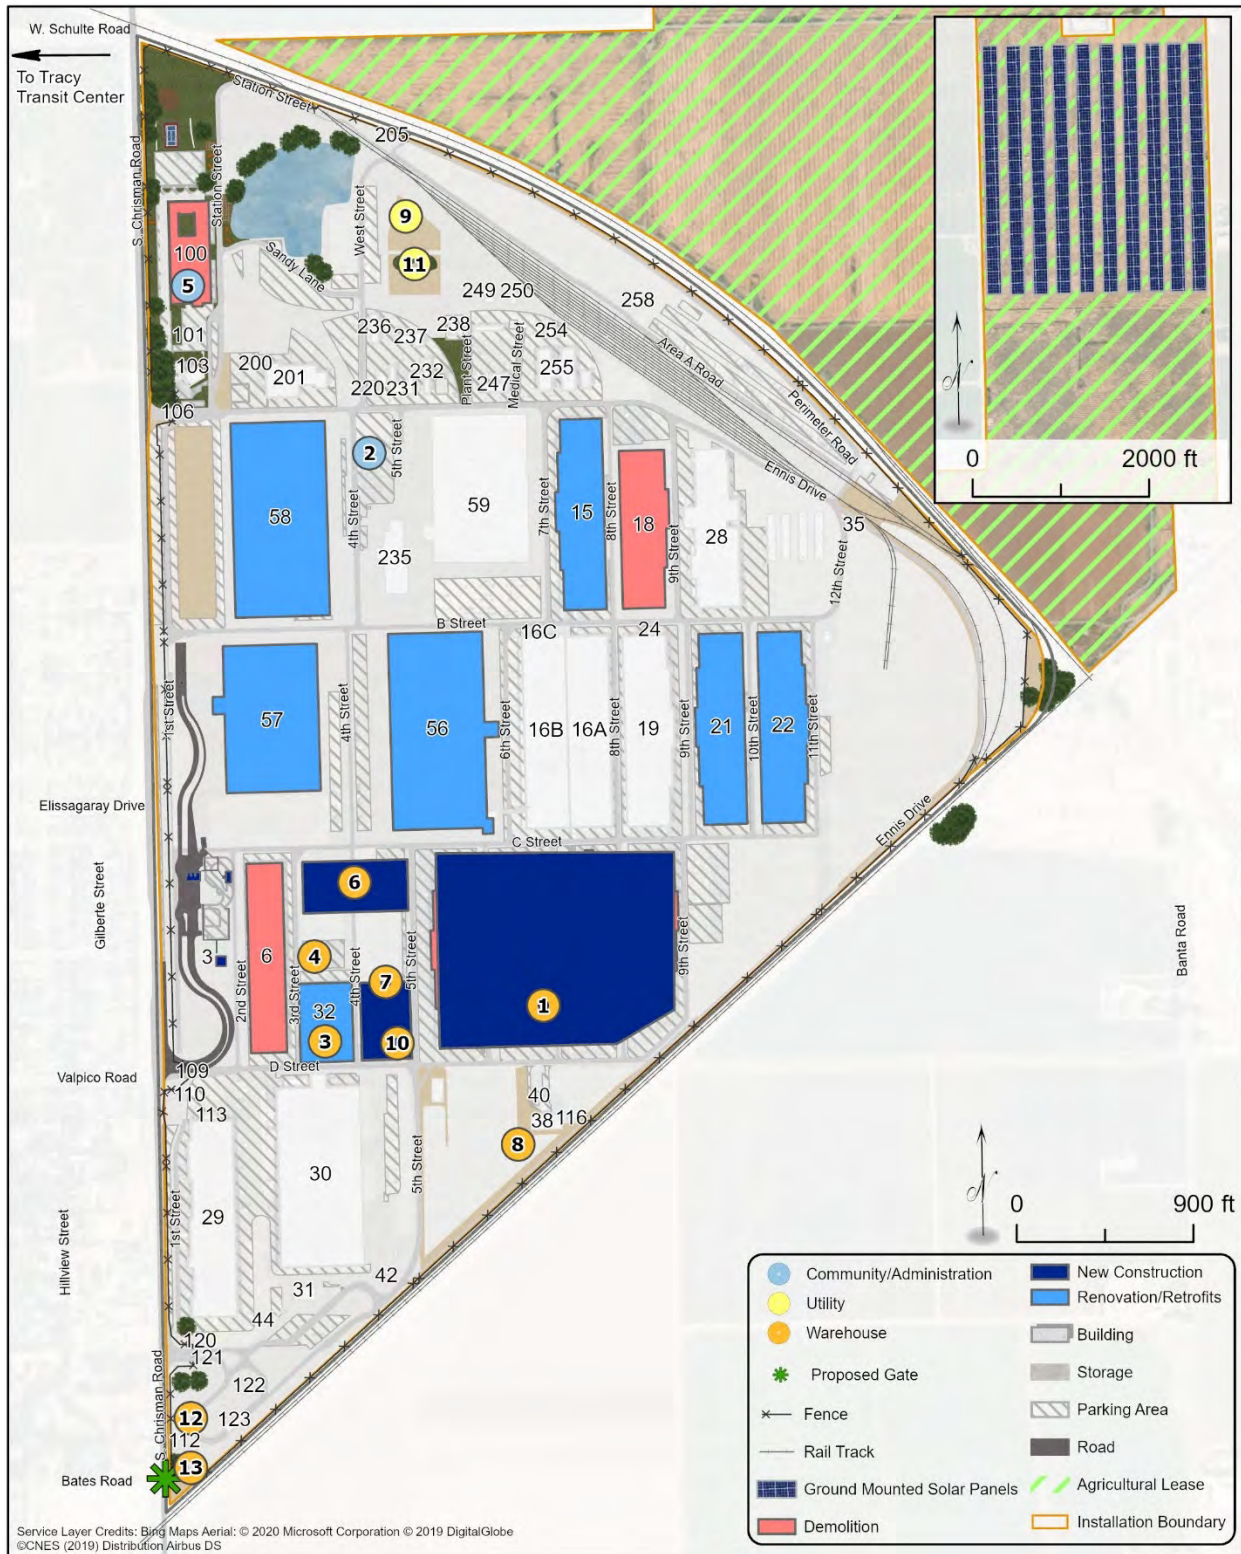 W. Schulte Road
To Tracy
Transit Center
Station Street
205
S. Chrisman Road
Station Street
West Street
9
11
Sandy Lane
100
5
101
103
106
200
201
236
237
238
249
250
258
254
255
232
220
231
247
Plant Street
Medical Street
Area A Road
Perimeter Road
Ennis Drive
0
2000 ft
58
2
4th Street
5th Street
235
59
7th Street
15
8th Street
18
9th Street
28
35
12th Street
B Street
16C
24
1st Street
57
4th Street
56
6th Street
16B
16A
8th Street
19
9th Street
21
10th Street
22
11th Street
Elissagaray Drive
C Street
Ennis Drive
Gilberte Street
6
3
2nd Street
6
3rd Street
4
4th Street
7
5th Street
32
3
10
1
9th Street
Banta Road
D Street
Valpico Road
109
110
113
40
38
116
8
5th Street
30
29
1st Street
Hillview Street
31
42
44
120
121
122
123
12
112
13
S. Chrisman Road
Bates Road
0
900 ft
Community/Administration
Utility
Warehouse
Proposed Gate
Fence
Rail Track
Ground Mounted Solar Panels
Demolition
New Construction
Renovation/Retrofits
Building
Storage
Parking Area
Road
Agricultural Lease
Installation Boundary
Service Layer Credits: Bing Maps Aerial: © 2020 Microsoft Corporation © 2019 DigitalGlobe
©CNES (2019) Distribution Airbus DS